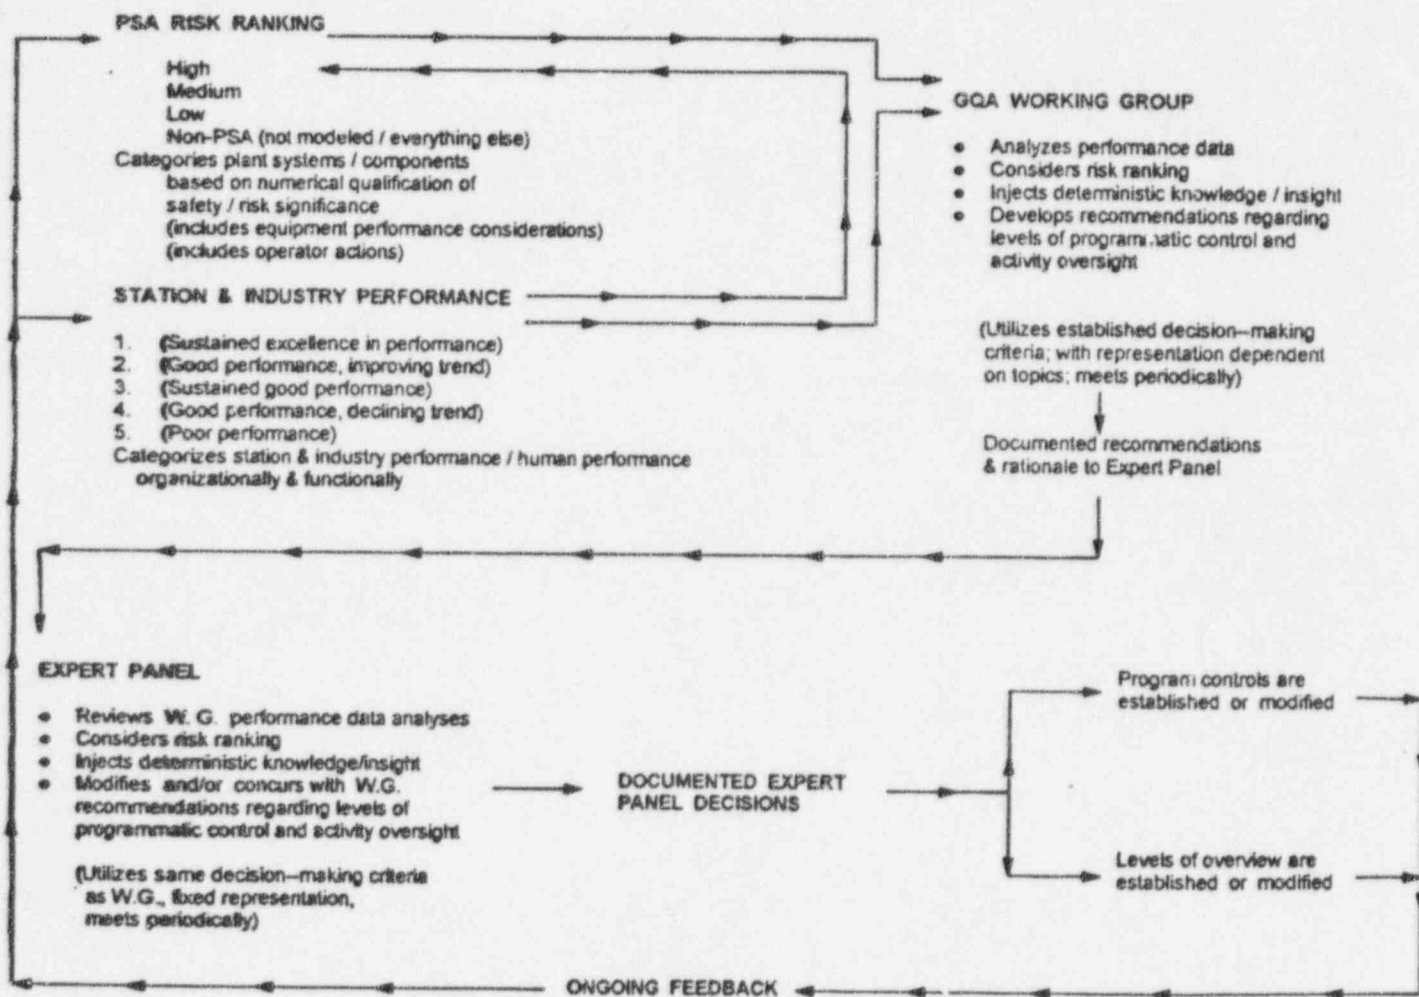 PSA RISK RANKING
High
Medium
Low
Non-PSA (not modeled / everything else)
Categories plant systems / components
based on numerical qualification of
safety / risk significance
(includes equipment performance considerations)
(includes operator actions)
STATION & INDUSTRY PERFORMANCE
1. (Sustained excellence in performance)
2. (Good performance, improving trend)
3. (Sustained good performance)
4. (Good performance, declining trend)
5. (Poor performance)
Categorizes station & industry performance / human performance
organizationally & functionally
GQA WORKING GROUP
• Analyzes performance data
• Considers risk ranking
• Injects deterministic knowledge / insight
• Develops recommendations regarding
levels of programmatic control and
activity oversight
(Utilizes established decision-making
criteria; with representation dependent
on topics; meets periodically)
Documented recommendations
& rationale to Expert Panel
EXPERT PANEL
• Reviews W. G. performance data analyses
• Considers risk ranking
• Injects deterministic knowledge/insight
• Modifies and/or concurs with W.G.
recommendations regarding levels of
programmatic control and activity oversight
(Utilizes same decision-making criteria
as W.G., fixed representation,
meets periodically)
DOCUMENTED EXPERT
PANEL DECISIONS
Program controls are
established or modified
Levels of overview are
established or modified
ONGOING FEEDBACK